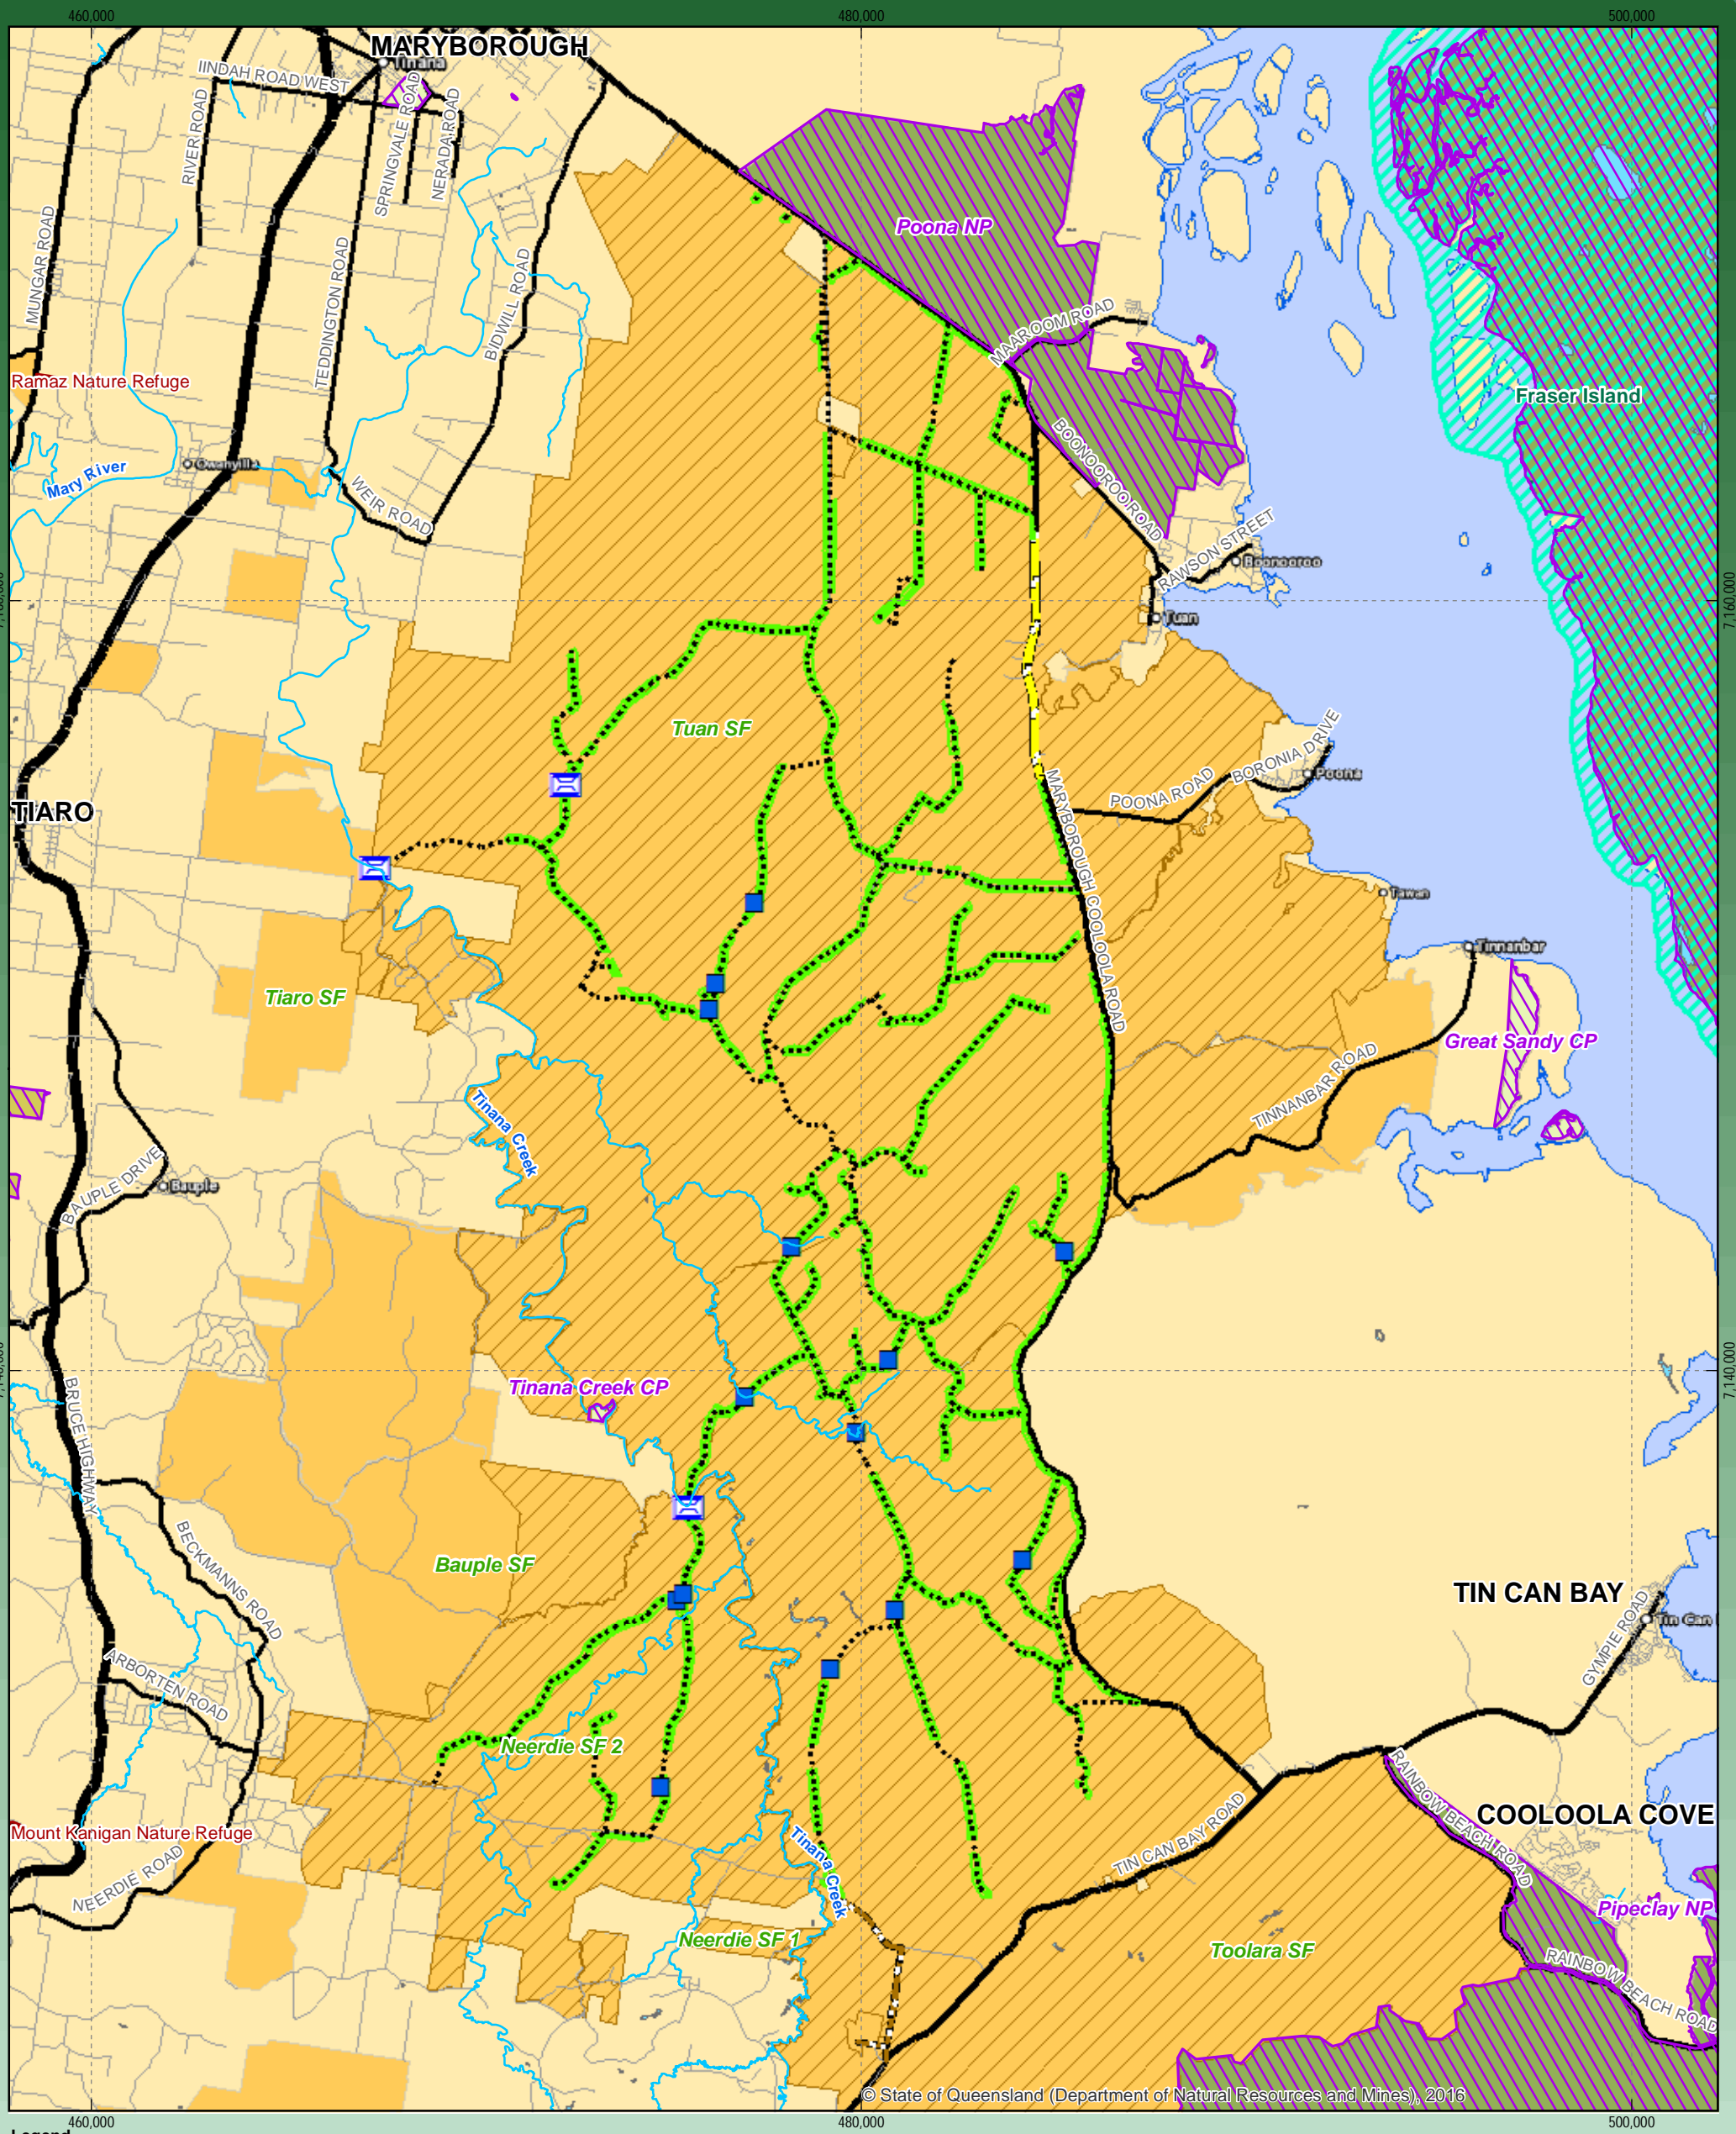 460,000
480,000
500,000
MARYBOROUGH
Tinana
IINDAH ROAD WEST
RIVER ROAD
SPRINGVALE ROAD
NERADA ROAD
MUNGAR ROAD
TEDDINGTON ROAD
BIDWILL ROAD
Poona NP
MAAROOM ROAD
Ramaz Nature Refuge
Fraser Island
Mary River
Owanyilla
WEIR ROAD
BOONOOROO ROAD
RAWSON STREET
Boonooroo
7,160,000
Tuan
Tuan SF
BORONIA DRIVE
POONA ROAD
Poona
TIARO
MARYBOROUGH COOLOOLA ROAD
Tawan
Tinnanbar
Tiaro SF
Great Sandy CP
TINNANBAR ROAD
Tinana Creek
BAUPLE DRIVE
Bauple
7,140,000
Tinana Creek CP
BRUCE HIGHWAY
BECKMANNS ROAD
Bauple SF
TIN CAN BAY
GYMPIE ROAD
Tin Can
ARBORTEN ROAD
Neerdie SF 2
RAINBOW BEACH ROAD
COOLOOLA COVE
TIN CAN BAY ROAD
Mount Kanigan Nature Refuge
NEERDIE ROAD
Tinana Creek
Pipeclay NP
Neerdie SF 1
Toolara SF
RAINBOW BEACH ROAD
© State of Queensland (Department of Natural Resources and Mines), 2016
460,000
480,000
500,000